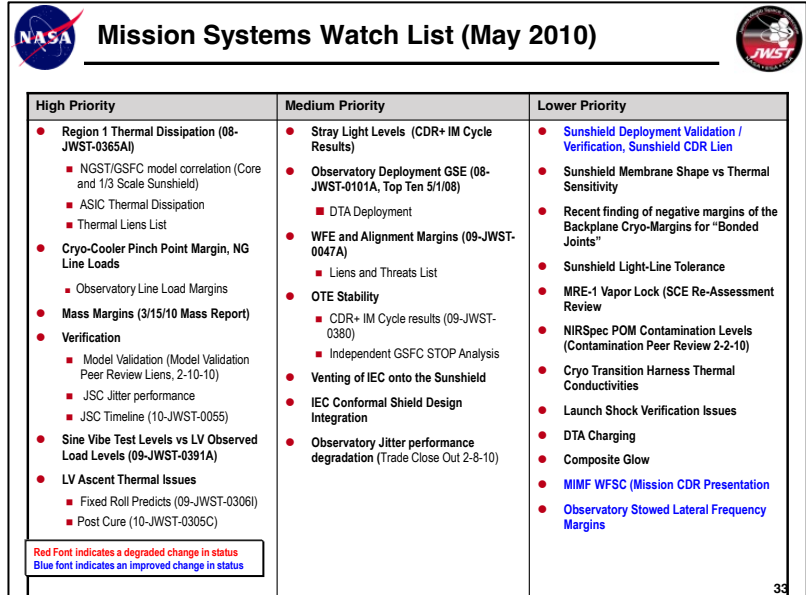 NASA
Mission Systems Watch List (May 2010)
JWST
High Priority
Region 1 Thermal Dissipation (08-
JWST-0365AI)
NGST/GSFC model correlation (Core
and 1/3 Scale Sunshield)
ASIC Thermal Dissipation
Thermal Liens List
Cryo-Cooler Pinch Point Margin, NG
Line Loads
Observatory Line Load Margins
Mass Margins (3/15/10 Mass Report)
Verification
Model Validation (Model Validation
Peer Review Liens, 2-10-10)
JSC Jitter performance
JSC Timeline (10-JWST-0055)
Sine Vibe Test Levels vs LV Observed
Load Levels (09-JWST-0391A)
LV Ascent Thermal Issues
Fixed Roll Predicts (09-JWST-0306I)
Post Cure (10-JWST-0305C)
Medium Priority
Stray Light Levels (CDR+ IM Cycle
Results)
Observatory Deployment GSE (08-
JWST-0101A, Top Ten 5/1/08)
DTA Deployment
WFE and Alignment Margins (09-JWST-
0047A)
Liens and Threats List
OTE Stability
CDR+ IM Cycle results (09-JWST-
0380)
Independent GSFC STOP Analysis
Venting of IEC onto the Sunshield
IEC Conformal Shield Design
Integration
Observatory Jitter performance
degradation (Trade Close Out 2-8-10)
Lower Priority
Sunshield Deployment Validation /
Verification, Sunshield CDR Lien
Sunshield Membrane Shape vs Thermal
Sensitivity
Recent finding of negative margins of the
Backplane Cryo-Margins for “Bonded
Joints”
Sunshield Light-Line Tolerance
MRE-1 Vapor Lock (SCE Re-Assessment
Review
NIRSpec POM Contamination Levels
(Contamination Peer Review 2-2-10)
Cryo Transition Harness Thermal
Conductivities
Launch Shock Verification Issues
DTA Charging
Composite Glow
MIMF WFSC (Mission CDR Presentation
Observatory Stowed Lateral Frequency
Margins
Red Font indicates a degraded change in status
Blue font indicates an improved change in status
33